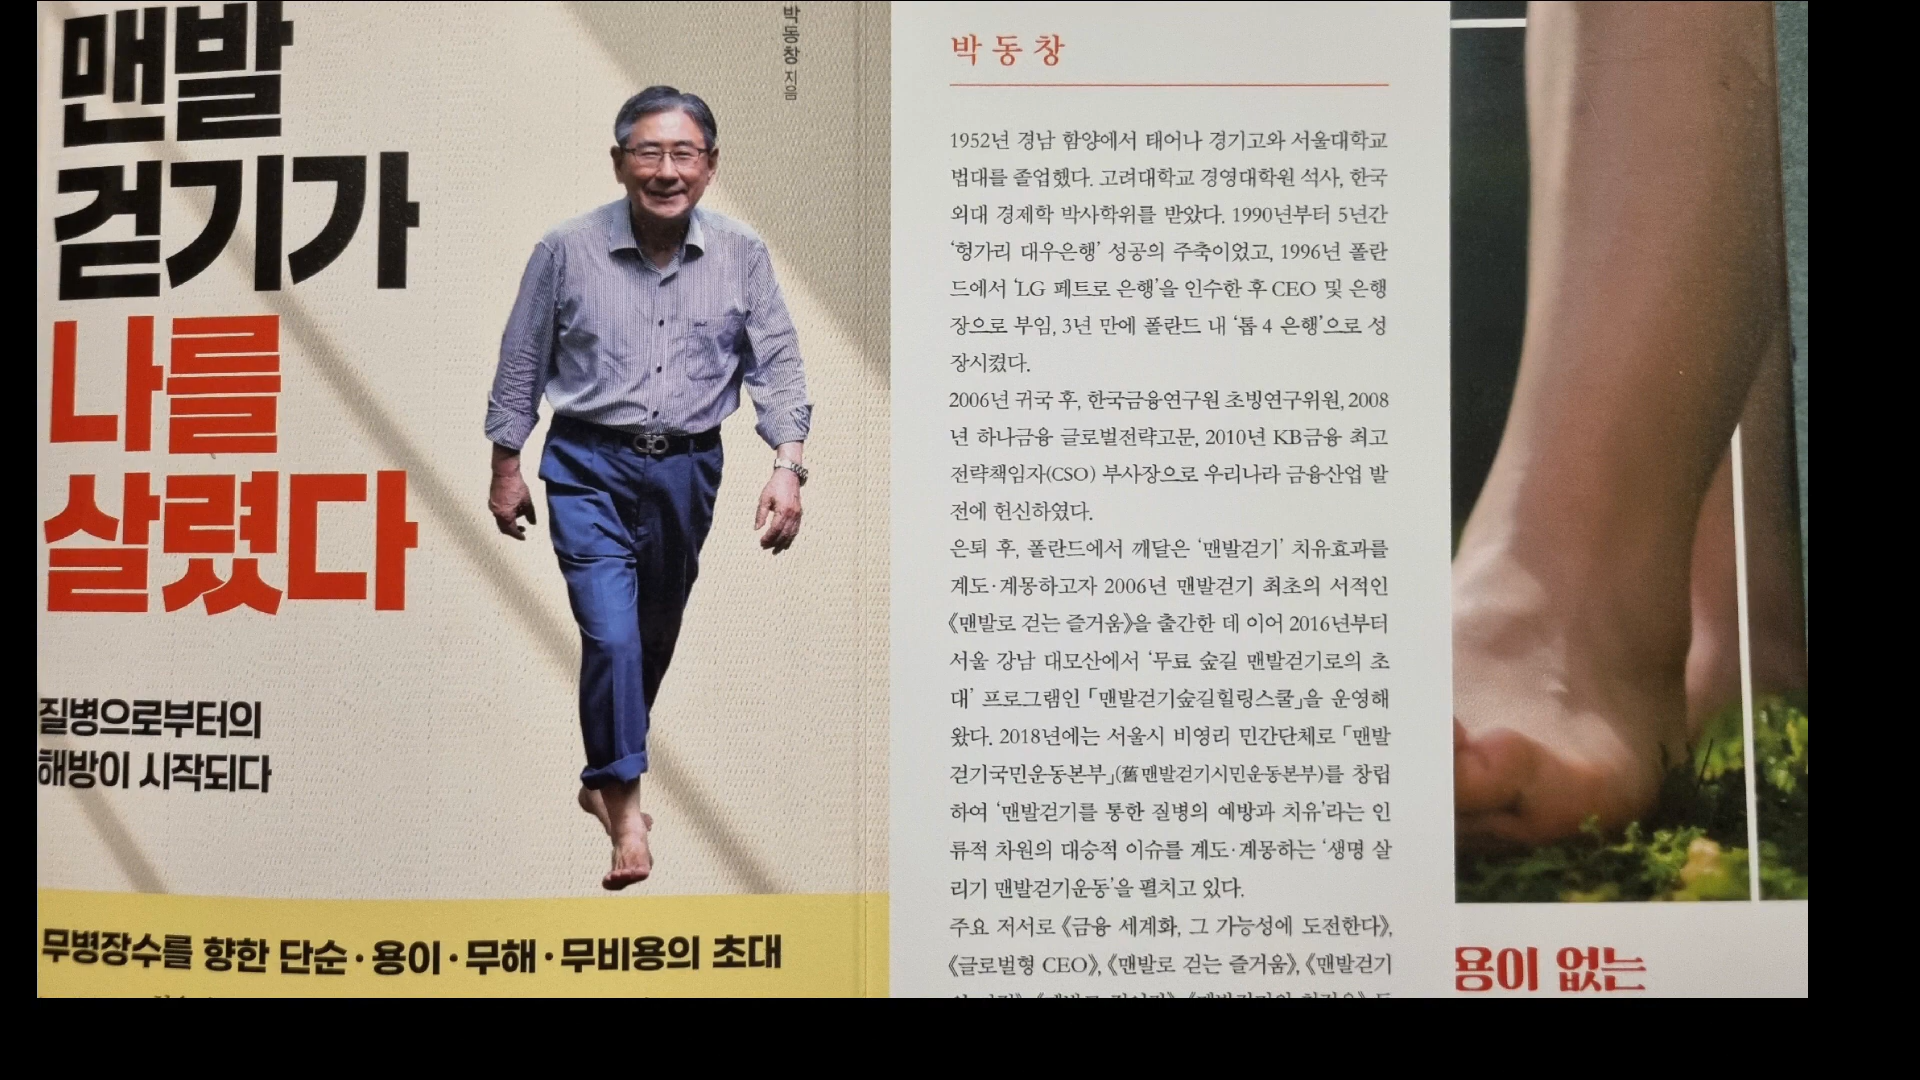 맨발
걷기가
나를
살렸다
박동창 지음
질병으로부터의
해방이 시작되다
무병장수를 향한 단순·용이·무해·무비용의 초대
박동창
1952년 경남 함양에서 태어나 경기고와 서울대학교
법대를 졸업했다. 고려대학교 경영대학원 석사, 한국
외대 경제학 박사학위를 받았다. 1990년부터 5년간
‘헝가리 대우은행’ 성공의 주축이었고, 1996년 폴란
드에서 ‘LG 페트로 은행’을 인수한 후 CEO 및 은행
장으로 부임, 3년 만에 폴란드 내 ‘톱 4 은행’으로 성
장시켰다.
2006년 귀국 후, 한국금융연구원 초빙연구위원, 2008
년 하나금융 글로벌전략고문, 2010년 KB금융 최고
전략책임자(CSO) 부사장으로 우리나라 금융산업 발
전에 헌신하였다.
은퇴 후, 폴란드에서 깨달은 ‘맨발걷기’ 치유효과를
계도·계몽하고자 2006년 맨발걷기 최초의 서적인
《맨발로 걷는 즐거움》을 출간한 데 이어 2016년부터
서울 강남 대모산에서 ‘무료 숲길 맨발걷기로의 초
대’ 프로그램인 「맨발걷기숲길힐링스쿨」을 운영해
왔다. 2018년에는 서울시 비영리 민간단체로 「맨발
걷기국민운동본부」(舊 맨발걷기시민운동본부)를 창립
하여 ‘맨발걷기를 통한 질병의 예방과 치유’라는 인
류적 차원의 대승적 이슈를 계도·계몽하는 ‘생명 살
리기 맨발걷기운동’을 펼치고 있다.
주요 저서로 《금융 세계화, 그 가능성에 도전한다》,
《글로벌형 CEO》, 《맨발로 걷는 즐거움》, 《맨발걷기
용이 없는